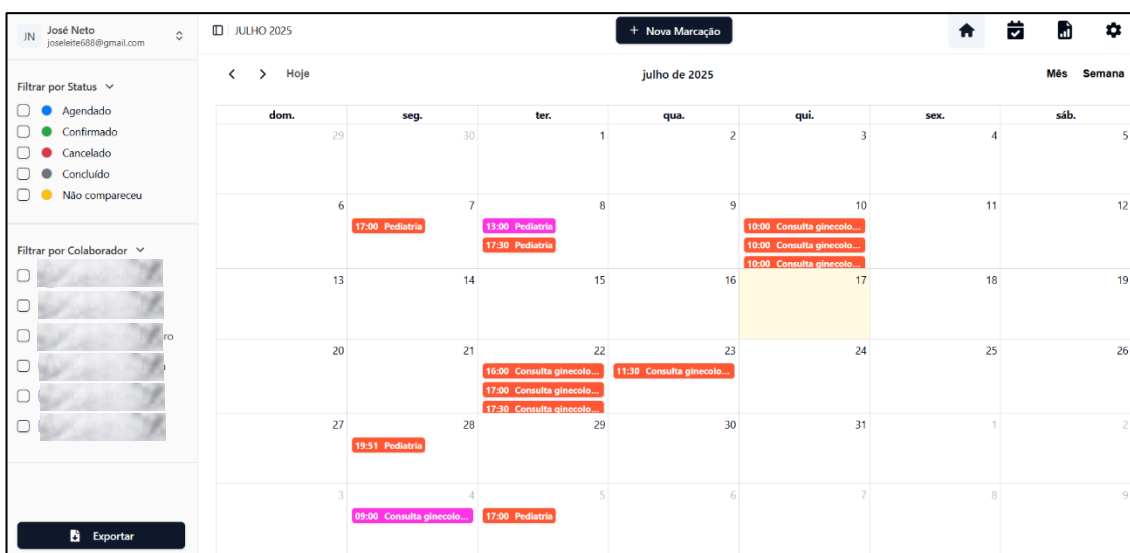 JN José Neto
joseleite688@gmail.com
JULHO 2025
+ Nova Marcação
Filtrar por Status
Agendado
Confirmado
Cancelado
Concluído
Não compareceu
Filtrar por Colaborador
ro
Exportar
Hoje
julho de 2025
Mês Semana
dom. seg. ter. qua. qui. sex. sáb.
29 30 1 2 3 4 5
6 7 8 9 10 11 12
17:00 Pediatria 13:00 Pediatria 10:00 Consulta ginecolo...
17:30 Pediatria 10:00 Consulta ginecolo...
10:00 Consulta ginecolo...
13 14 15 16 17 18 19
20 21 22 23 24 25 26
16:00 Consulta ginecolo... 11:30 Consulta ginecolo...
17:00 Consulta ginecolo...
17:30 Consulta ginecolo...
27 28 29 30 31 1 2
19:51 Pediatria
3 4 5 6 7 8 9
09:00 Consulta ginecolo... 17:00 Pediatria